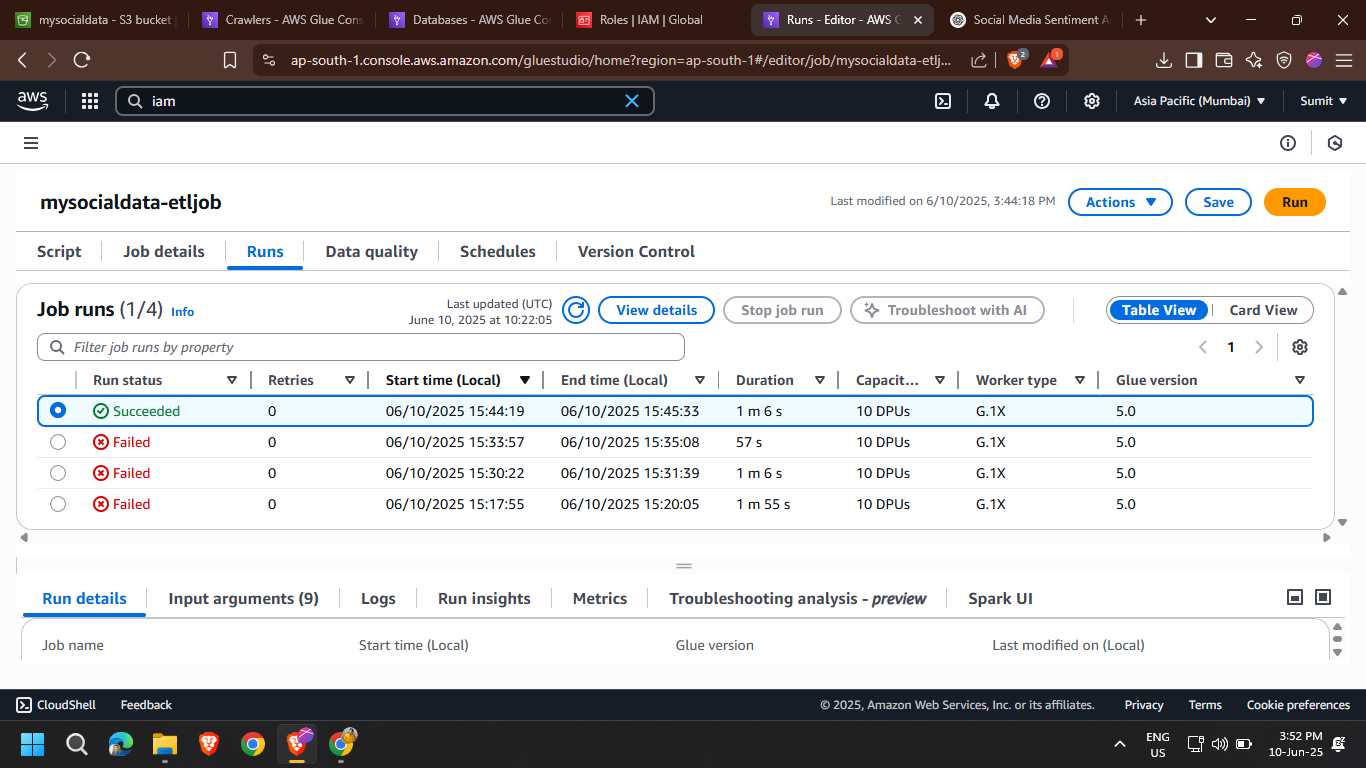 mysocialdata - S3 bucket
Crawlers - AWS Glue Cons
Databases - AWS Glue Co
Roles | IAM | Global
Runs - Editor - AWS G
Social Media Sentiment A
ap-south-1.console.aws.amazon.com/gluestudio/home?region=ap-south-1#/editor/job/mysocialdata-etlj...
2
1
aws
iam
Asia Pacific (Mumbai)
Sumit
mysocialdata-etljob
Last modified on 6/10/2025, 3:44:18 PM
Actions
Save
Run
Script
Job details
Runs
Data quality
Schedules
Version Control
Job runs (1/4) Info
Last updated (UTC)
June 10, 2025 at 10:22:05
View details
Stop job run
Troubleshoot with AI
Table View
Card View
Filter job runs by property
1
Run status Retries Start time (Local) End time (Local) Duration Capacit... Worker type Glue version
Succeeded 0 06/10/2025 15:44:19 06/10/2025 15:45:33 1 m 6 s 10 DPUs G.1X 5.0
Failed 0 06/10/2025 15:33:57 06/10/2025 15:35:08 57 s 10 DPUs G.1X 5.0
Failed 0 06/10/2025 15:30:22 06/10/2025 15:31:39 1 m 6 s 10 DPUs G.1X 5.0
Failed 0 06/10/2025 15:17:55 06/10/2025 15:20:05 1 m 55 s 10 DPUs G.1X 5.0
Run details
Input arguments (9)
Logs
Run insights
Metrics
Troubleshooting analysis - preview
Spark UI
Job name Start time (Local) Glue version Last modified on (Local)
CloudShell
Feedback
© 2025, Amazon Web Services, Inc. or its affiliates.
Privacy
Terms
Cookie preferences
ENG
US
3:52 PM
10-Jun-25